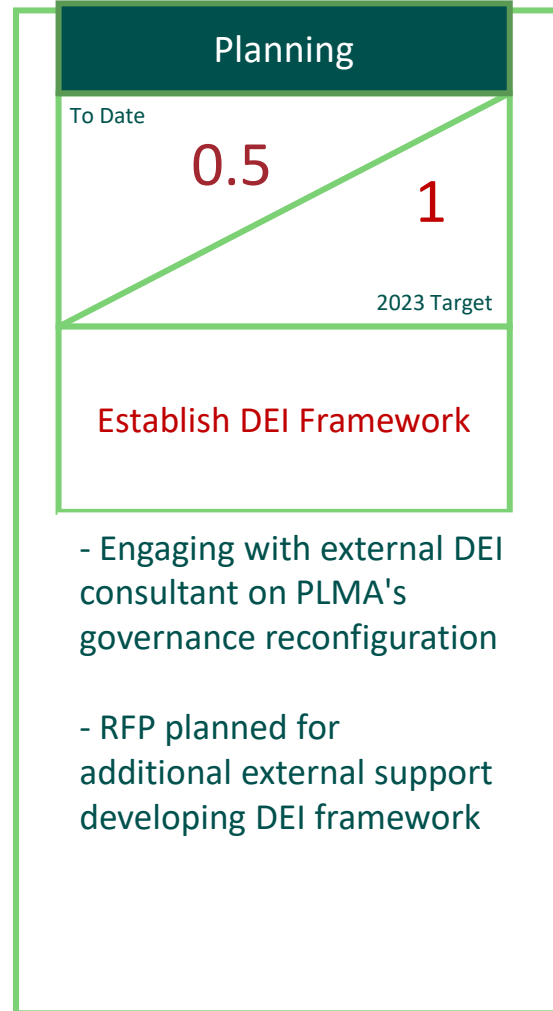 Planning
To Date
0.5
1
2023 Target
Establish DEI Framework
- Engaging with external DEI
consultant on PLMA's
governance reconfiguration
- RFP planned for
additional external support
developing DEI framework